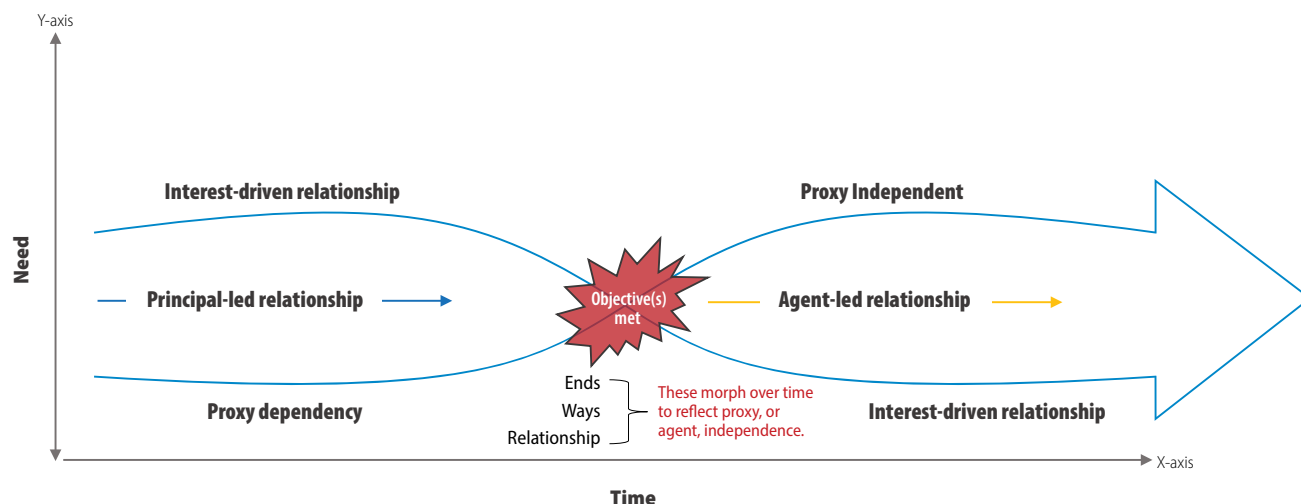 Y-axis
Interest-driven relationship
Proxy Independent
Need
Principal-led relationship
Objective(s)
met
Agent-led relationship
Proxy dependency
Ends
Ways
Relationship
These morph over time
to reflect proxy, or
agent, independence.
Interest-driven relationship
X-axis
Time